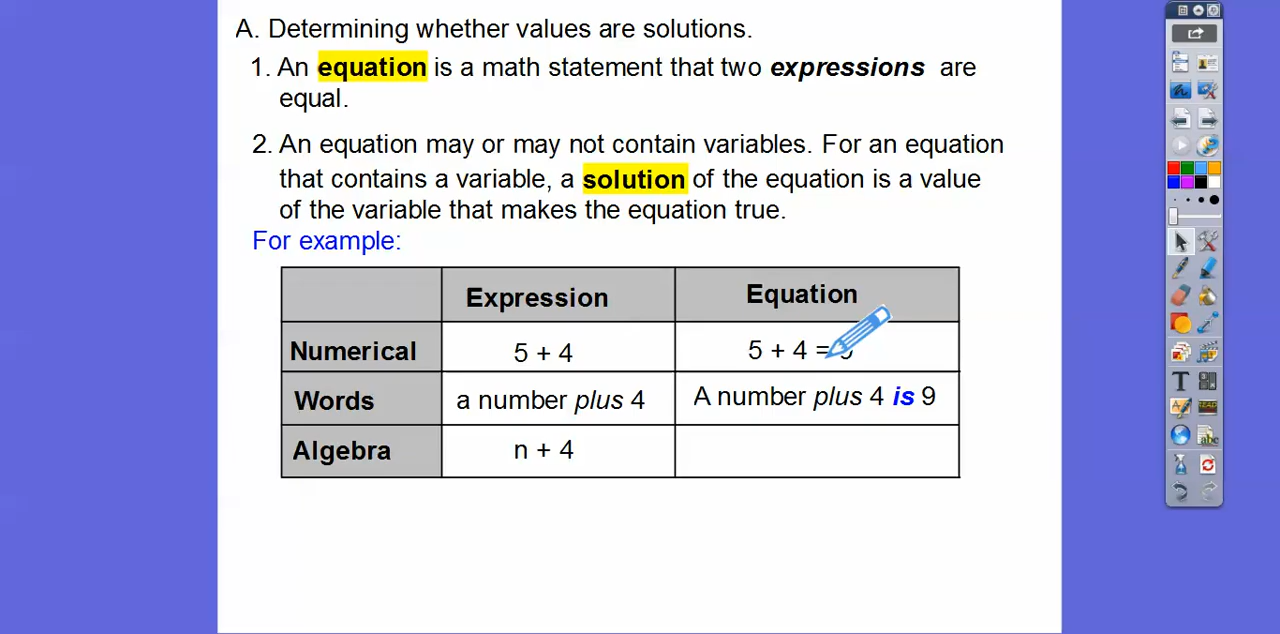 A. Determining whether values are solutions.
1. An equation is a math statement that two expressions are
equal.
2. An equation may or may not contain variables. For an equation
that contains a variable, a solution of the equation is a value
of the variable that makes the equation true.
For example:
Expression Equation
Numerical 5 + 4 5 + 4 =
Words a number plus 4 A number plus 4 is 9
Algebra n + 4